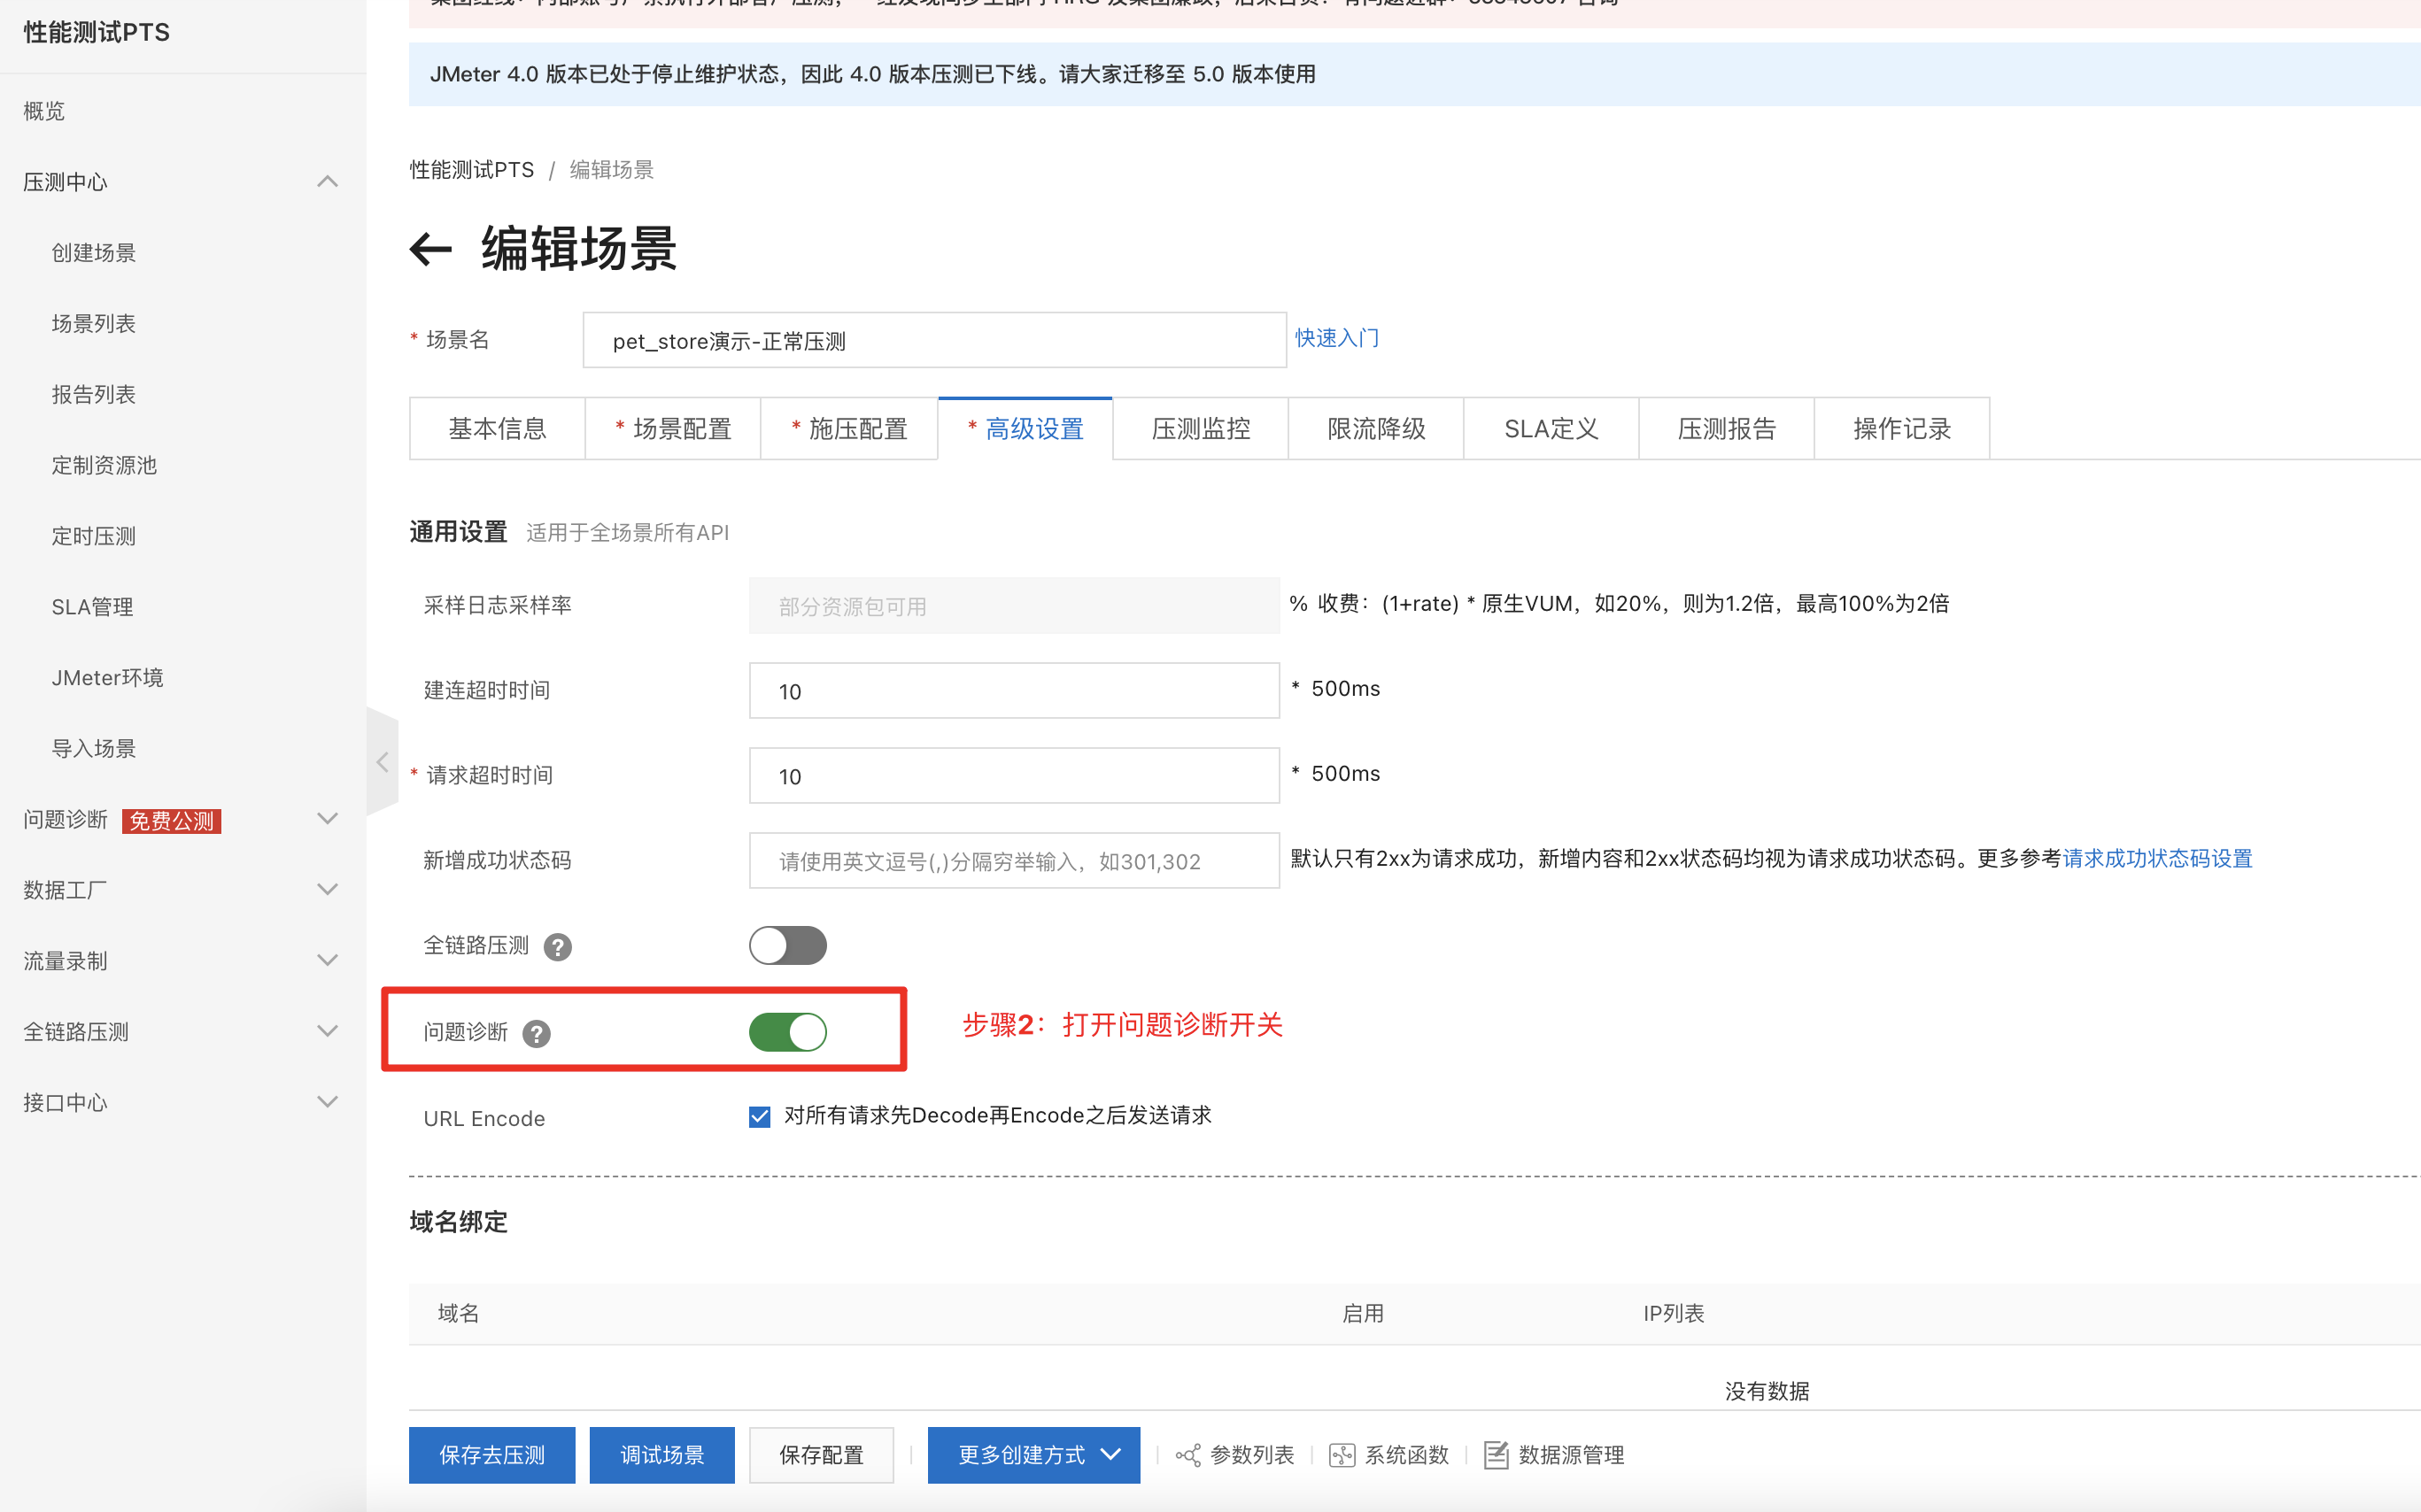 性能测试PTS
概览
压测中心
创建场景
场景列表
报告列表
定制资源池
定时压测
SLA管理
JMeter环境
导入场景
问题诊断 免费公测
数据工厂
流量录制
全链路压测
接口中心
JMeter 4.0 版本已处于停止维护状态，因此 4.0 版本压测已下线。请大家迁移至 5.0 版本使用
性能测试PTS / 编辑场景
编辑场景
* 场景名 pet_store演示-正常压测 快速入门
基本信息 * 场景配置 * 施压配置 * 高级设置 压测监控 限流降级 SLA定义 压测报告 操作记录
通用设置 适用于全场景所有API
采样日志采样率 部分资源包可用 % 收费：(1+rate) * 原生VUM，如20%，则为1.2倍，最高100%为2倍
建连超时时间 10 * 500ms
* 请求超时时间 10 * 500ms
新增成功状态码 请使用英文逗号(,)分隔穷举输入，如301,302 默认只有2xx为请求成功，新增内容和2xx状态码均视为请求成功状态码。更多参考请求成功状态码设置
全链路压测 ?
问题诊断 ? 步骤2：打开问题诊断开关
URL Encode 对所有请求先Decode再Encode之后发送请求
域名绑定
域名 启用 IP列表
没有数据
保存去压测 调试场景 保存配置 更多创建方式 参数列表 系统函数 数据源管理